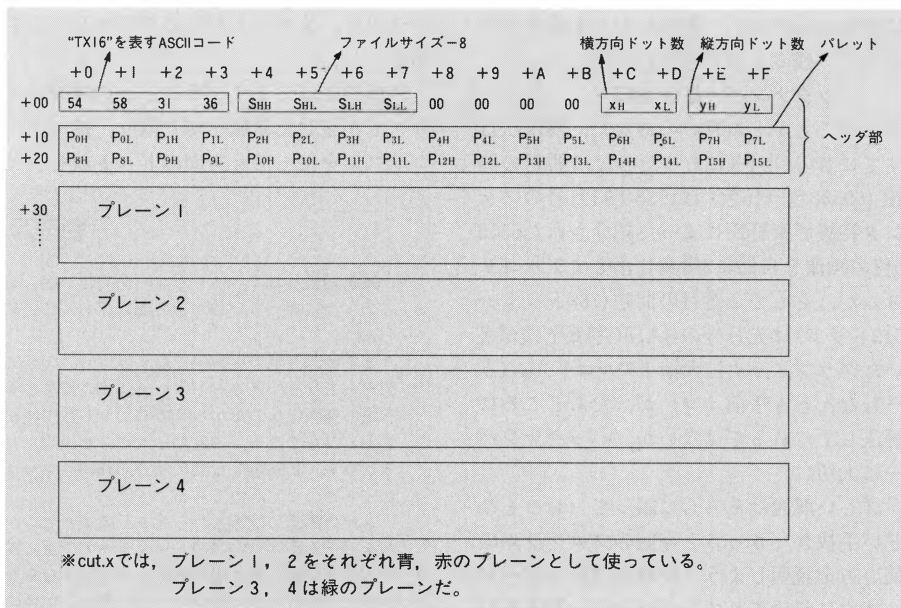 “TX16”を表すASCIIコード ファイルサイズ−8 横方向ドット数 縦方向ドット数 パレット
+0 +1 +2 +3 +4 +5 +6 +7 +8 +9 +A +B +C +D +E +F
+00 54 58 31 36 SHH SHL SLH SLL 00 00 00 00 xH xL yH yL
ヘッダ部
+10 P0H P0L P1H P1L P2H P2L P3H P3L P4H P4L P5H P5L P6H P6L P7H P7L
+20 P8H P8L P9H P9L P10H P10L P11H P11L P12H P12L P13H P13L P14H P14L P15H P15L
+30 プレーン1
プレーン2
プレーン3
プレーン4
※cut.xでは，プレーン1，2をそれぞれ青，赤のプレーンとして使っている。
プレーン3，4は緑のプレーンだ。